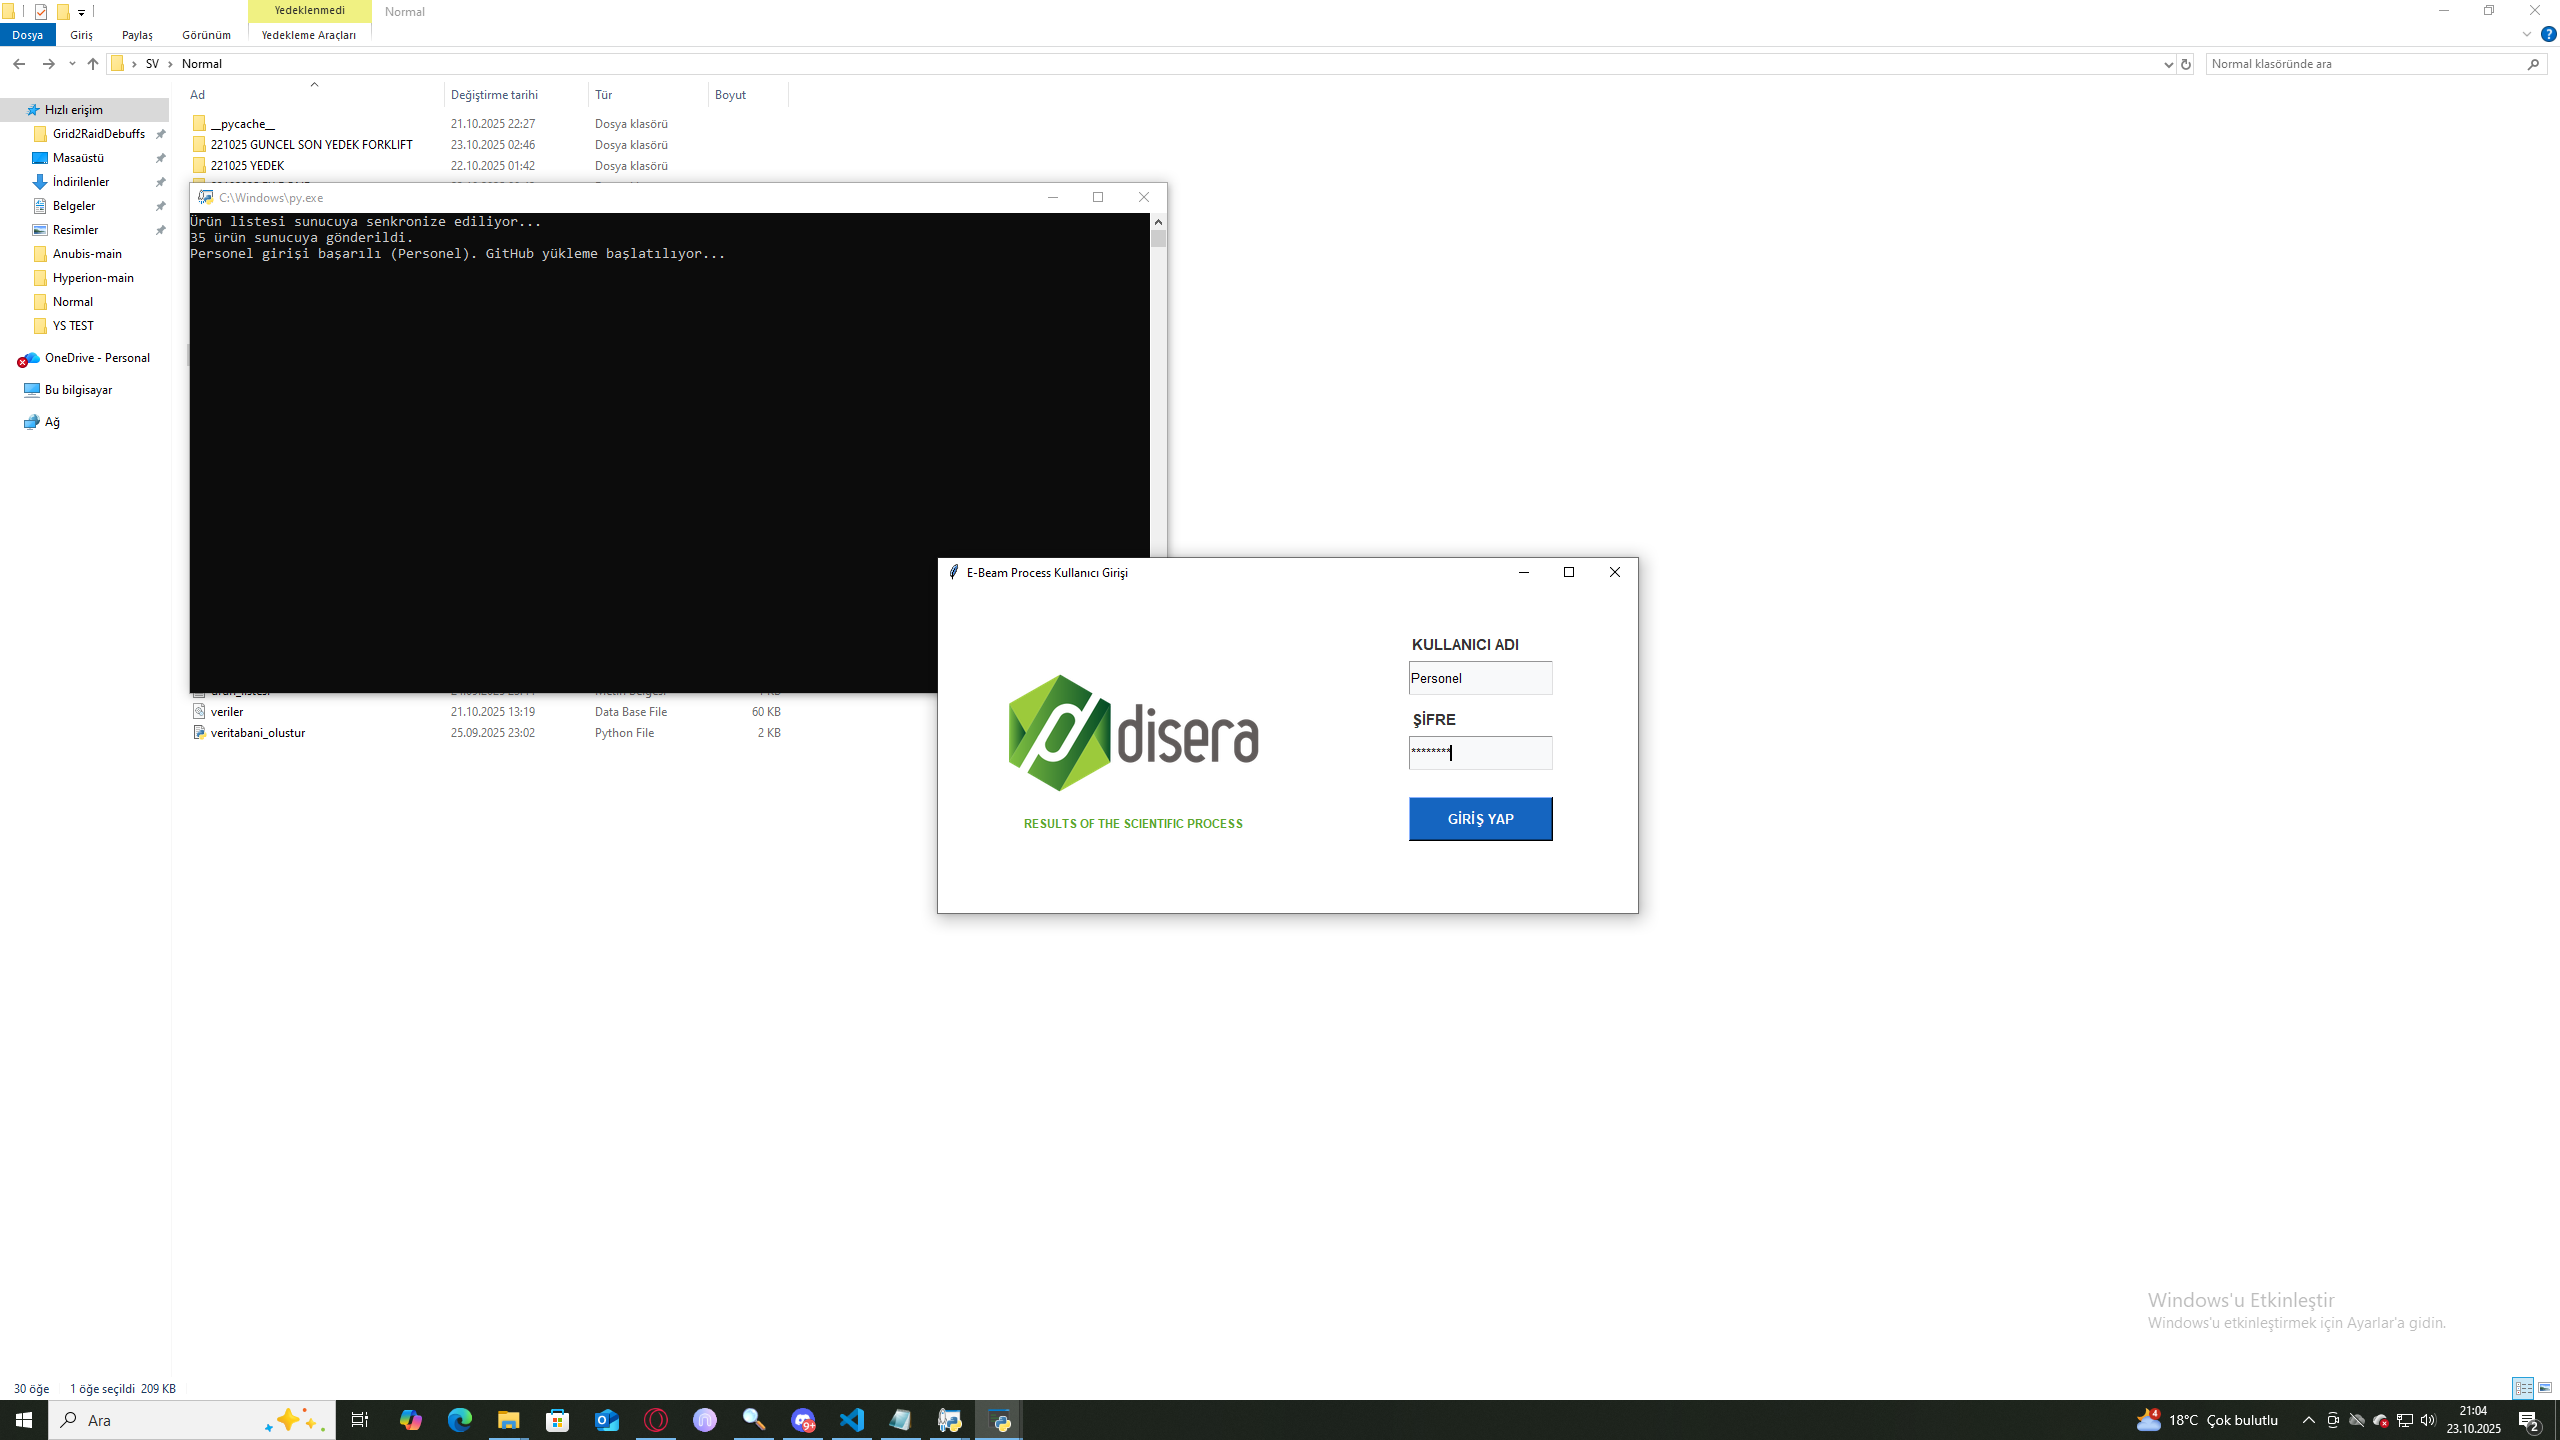 Yedeklenmedi
Normal
Dosya
Giriş
Paylaş
Görünüm
Yedekleme Araçları
SV
Normal
Normal klasöründe ara
Ad
Değiştirme tarihi
Tür
Boyut
Hızlı erişim
Grid2RaidDebuffs
Masaüstü
İndirilenler
Belgeler
Resimler
Anubis-main
Hyperion-main
Normal
YS TEST
OneDrive - Personal
Bu bilgisayar
Ağ
__pycache__ 21.10.2025 22:27 Dosya klasörü
221025 GUNCEL SON YEDEK FORKLIFT 23.10.2025 02:46 Dosya klasörü
221025 YEDEK 22.10.2025 01:42 Dosya klasörü
C:\Windows\py.exe
Ürün listesi sunucuya senkronize ediliyor...
35 ürün sunucuya gönderildi.
Personel girişi başarılı (Personel). GitHub yükleme başlatılıyor...
veriler 21.10.2025 13:19 Data Base File 60 KB
veritabani_olustur 25.09.2025 23:02 Python File 2 KB
E-Beam Process Kullanıcı Girişi
disera
RESULTS OF THE SCIENTIFIC PROCESS
KULLANICI ADI
Personel
ŞİFRE
********
GİRİŞ YAP
Windows'u Etkinleştir
Windows'u etkinleştirmek için Ayarlar'a gidin.
30 öğe
1 öğe seçildi 209 KB
Ara
9+
4
18°C Çok bulutlu
21:04
23.10.2025
2